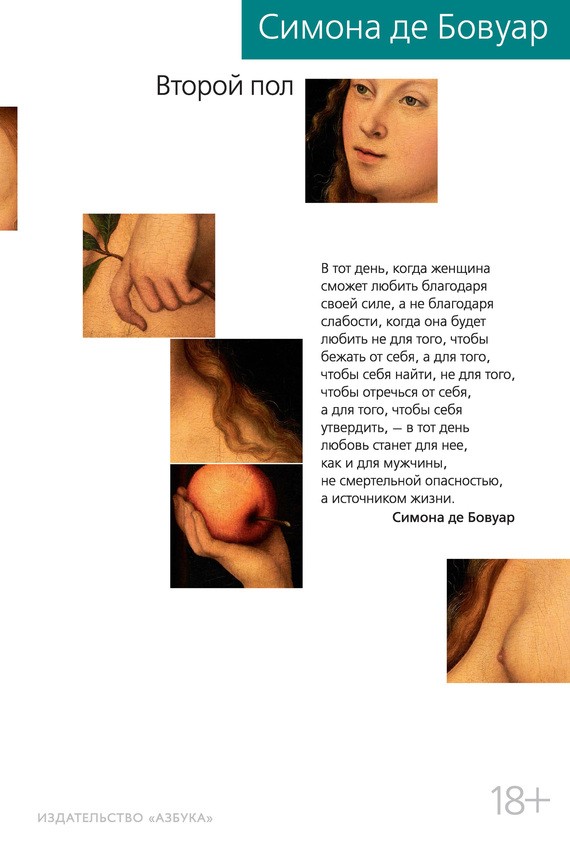 Симона де Бовуар
Второй пол
В тот день, когда женщина
сможет любить благодаря
своей силе, а не благодаря
слабости, когда она будет
любить не для того, чтобы
бежать от себя, а для того,
чтобы себя найти, не для того,
чтобы отречься от себя,
а для того, чтобы себя
утвердить, — в тот день
любовь станет для нее,
как и для мужчины,
не смертельной опасностью,
а источником жизни.
Симона де Бовуар
18+
ИЗДАТЕЛЬСТВО «АЗБУКА»